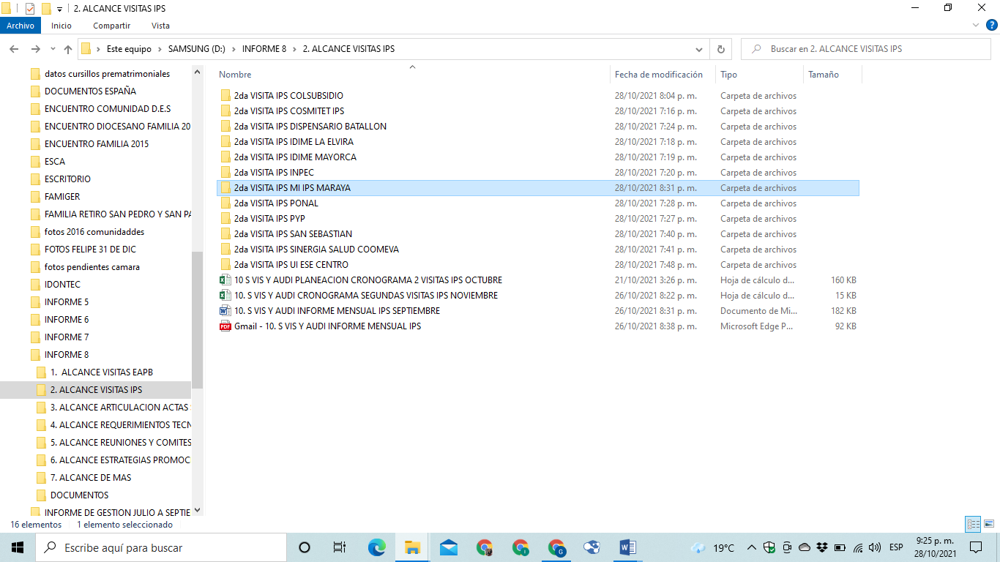 2. ALCANCE VISITAS IPS
Archivo Inicio Compartir Vista
Este equipo SAMSUNG (D:) INFORME 8 2. ALCANCE VISITAS IPS
Buscar en 2. ALCANCE VISITAS IPS
datos cursillos prematrimoniales
DOCUMENTOS ESPAÑA
ENCUENTRO COMUNIDAD D.E.S
ENCUENTRO DIOCESANO FAMILIA 20
ENCUENTRO FAMILIA 2015
ESCA
ESCRITORIO
FAMIGER
FAMILIA RETIRO SAN PEDRO Y SAN PA
fotos 2016 comunidaddes
FOTOS FELIPE 31 DE DIC
fotos pendientes camara
IDONTEC
INFORME 5
INFORME 6
INFORME 7
INFORME 8
1. ALCANCE VISITAS EAPB
2. ALCANCE VISITAS IPS
3. ALCANCE ARTICULACION ACTAS
4. ALCANCE REQUERIMIENTOS TECN
5. ALCANCE REUNIONES Y COMITES
6. ALCANCE ESTRATEGIAS PROMOC
7. ALCANCE DE MAS
DOCUMENTOS
INFORME DE GESTION JULIO A SEPTIE
Nombre Fecha de modificación Tipo Tamaño
2da VISITA IPS COLSUBSIDIO 28/10/2021 8:04 p. m. Carpeta de archivos
2da VISITA IPS COSMITET IPS 28/10/2021 7:16 p. m. Carpeta de archivos
2da VISITA IPS DISPENSARIO BATALLON 28/10/2021 7:24 p. m. Carpeta de archivos
2da VISITA IPS IDIME LA ELVIRA 28/10/2021 7:18 p. m. Carpeta de archivos
2da VISITA IPS IDIME MAYORCA 28/10/2021 7:19 p. m. Carpeta de archivos
2da VISITA IPS INPEC 28/10/2021 7:20 p. m. Carpeta de archivos
2da VISITA IPS MI IPS MARAYA 28/10/2021 8:31 p. m. Carpeta de archivos
2da VISITA IPS PONAL 28/10/2021 7:28 p. m. Carpeta de archivos
2da VISITA IPS PYP 28/10/2021 7:27 p. m. Carpeta de archivos
2da VISITA IPS SAN SEBASTIAN 28/10/2021 7:40 p. m. Carpeta de archivos
2da VISITA IPS SINERGIA SALUD COOMEVA 28/10/2021 7:41 p. m. Carpeta de archivos
2da VISITA IPS UI ESE CENTRO 28/10/2021 7:48 p. m. Carpeta de archivos
10 S VIS Y AUDI PLANEACION CRONOGRAMA 2 VISITAS IPS OCTUBRE 21/10/2021 3:26 p. m. Hoja de cálculo d... 160 KB
10. S VIS Y AUDI CRONOGRAMA SEGUNDAS VISITAS IPS NOVIEMBRE 26/10/2021 8:22 p. m. Hoja de cálculo d... 15 KB
10. S VIS Y AUDI INFORME MENSUAL IPS SEPTIEMBRE 26/10/2021 8:31 p. m. Documento de Mi... 182 KB
Gmail - 10. S VIS Y AUDI INFORME MENSUAL IPS 26/10/2021 8:38 p. m. Microsoft Edge P... 92 KB
16 elementos 1 elemento seleccionado
Escribe aquí para buscar
19°C ESP
9:25 p. m.
28/10/2021